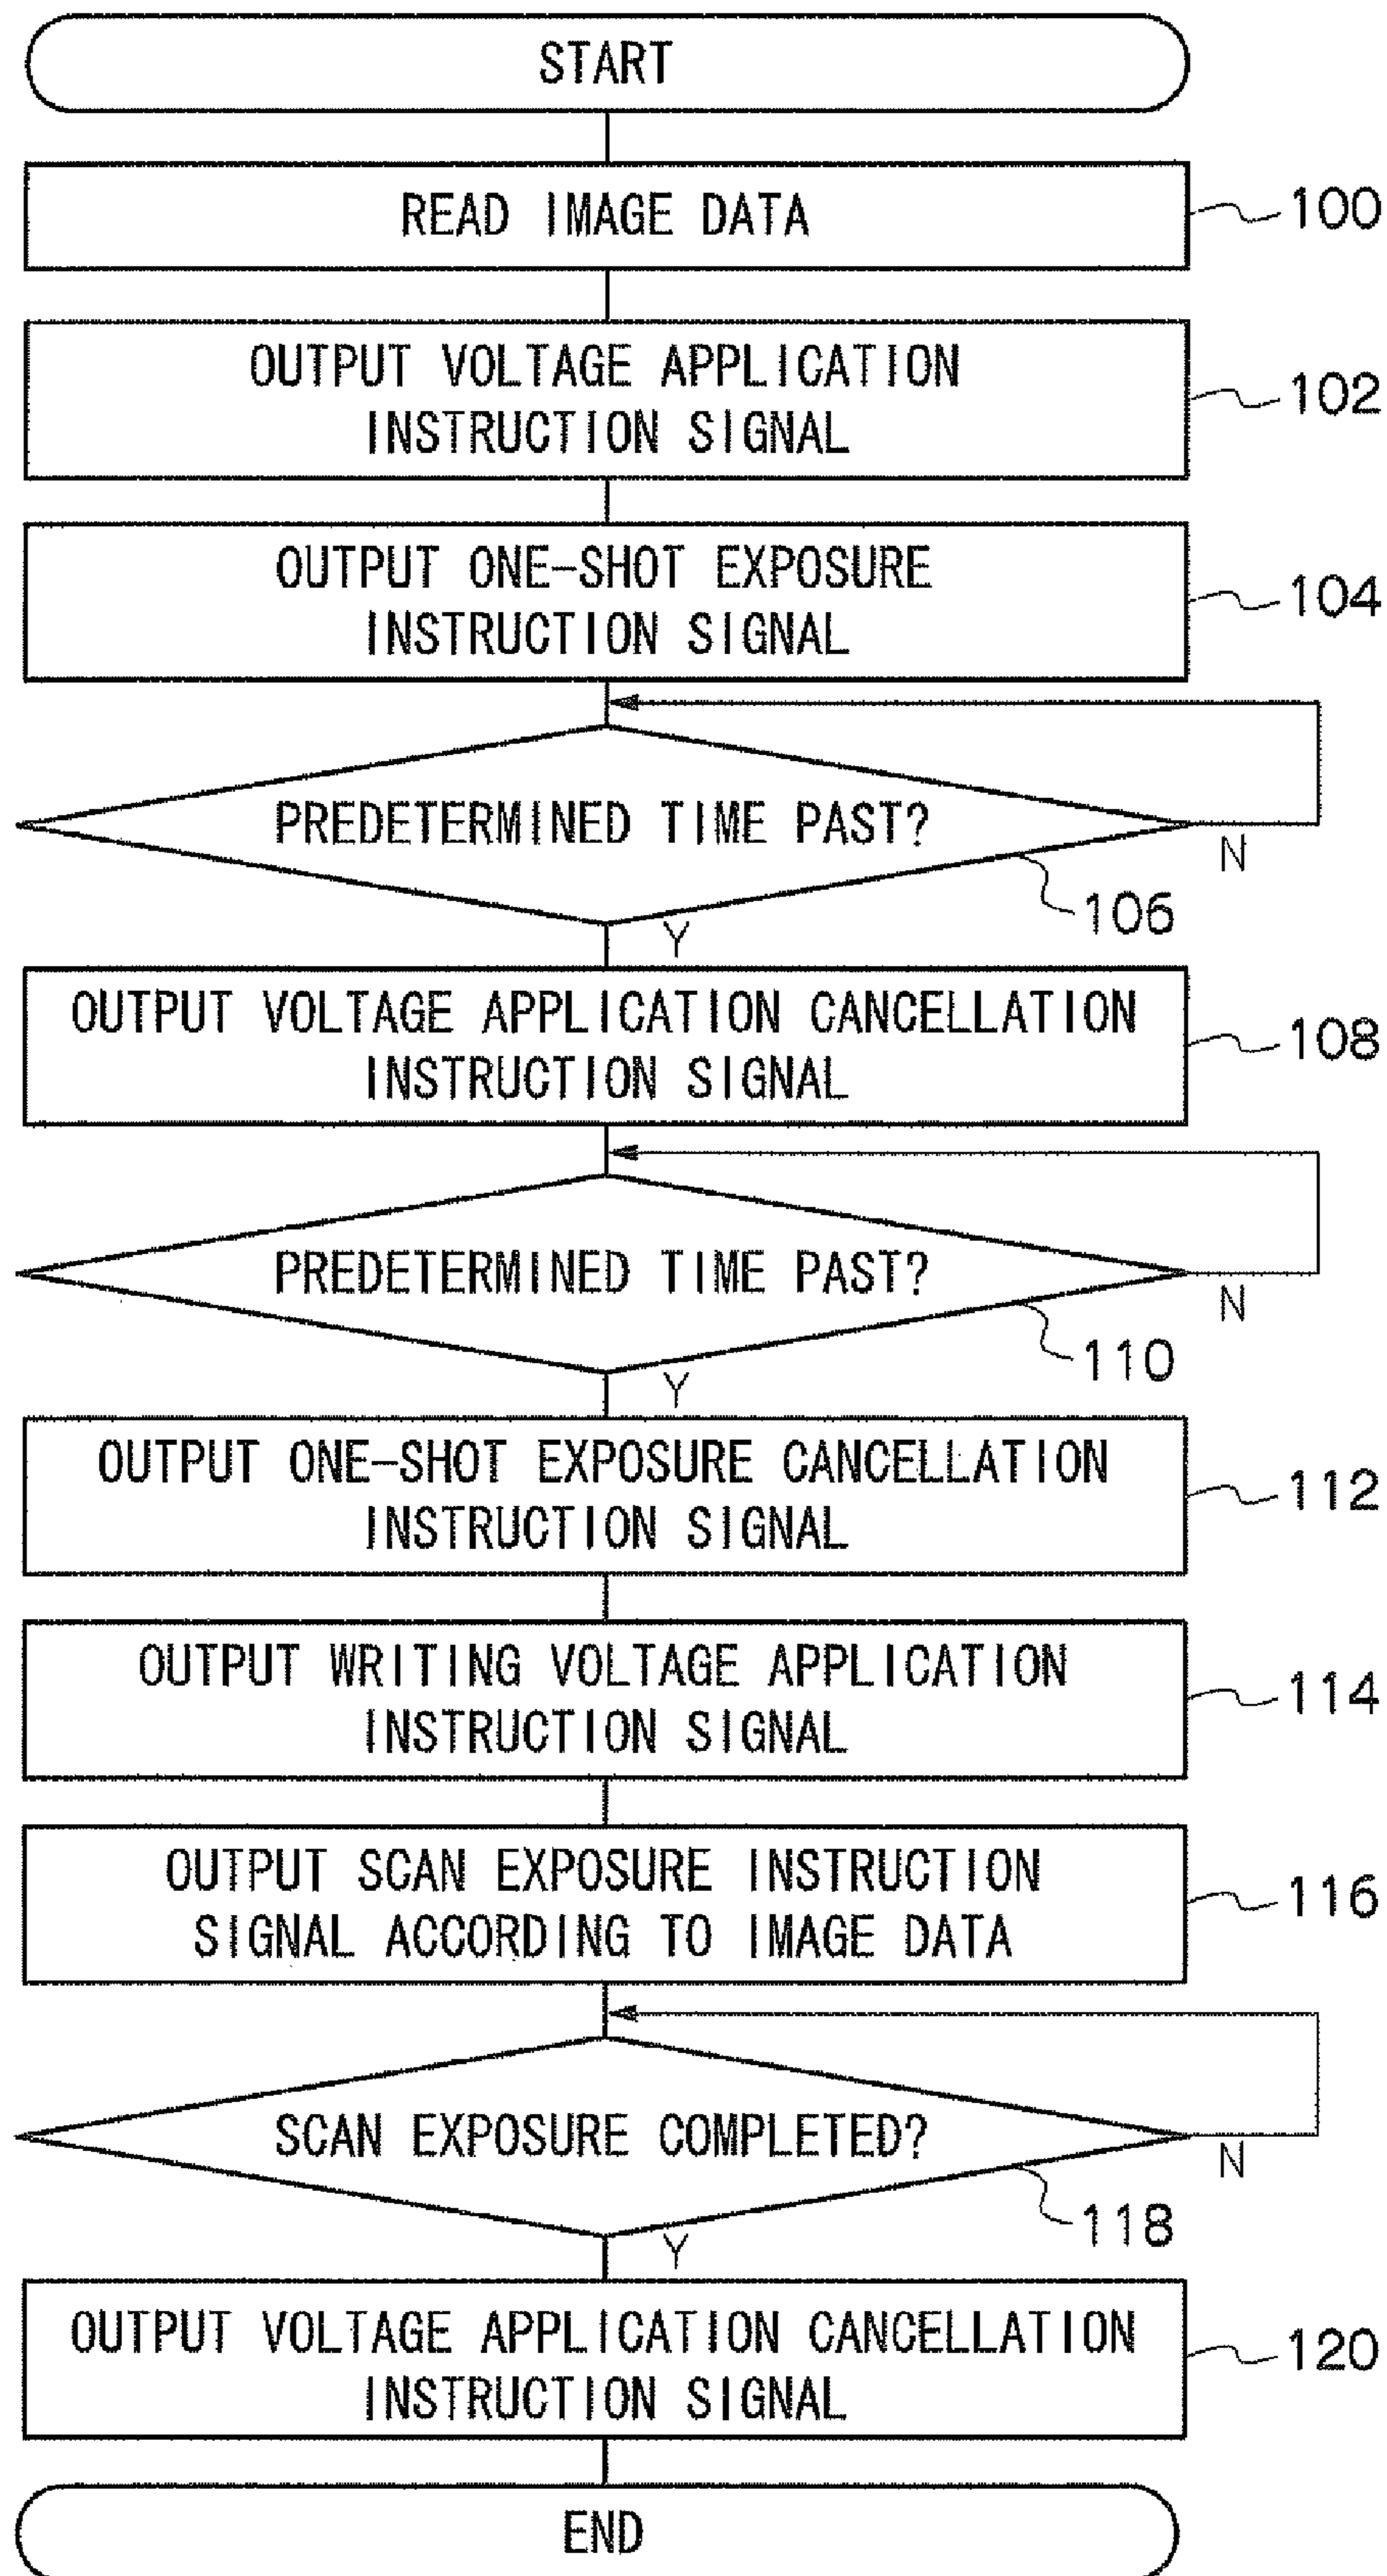 START
READ IMAGE DATA
100
OUTPUT VOLTAGE APPLICATION
INSTRUCTION SIGNAL
102
OUTPUT ONE-SHOT EXPOSURE
INSTRUCTION SIGNAL
104
PREDETERMINED TIME PAST?
N
106
Y
OUTPUT VOLTAGE APPLICATION CANCELLATION
INSTRUCTION SIGNAL
108
PREDETERMINED TIME PAST?
N
110
Y
OUTPUT ONE-SHOT EXPOSURE CANCELLATION
INSTRUCTION SIGNAL
112
OUTPUT WRITING VOLTAGE APPLICATION
INSTRUCTION SIGNAL
114
OUTPUT SCAN EXPOSURE INSTRUCTION
SIGNAL ACCORDING TO IMAGE DATA
116
SCAN EXPOSURE COMPLETED?
N
118
Y
OUTPUT VOLTAGE APPLICATION CANCELLATION
INSTRUCTION SIGNAL
120
END